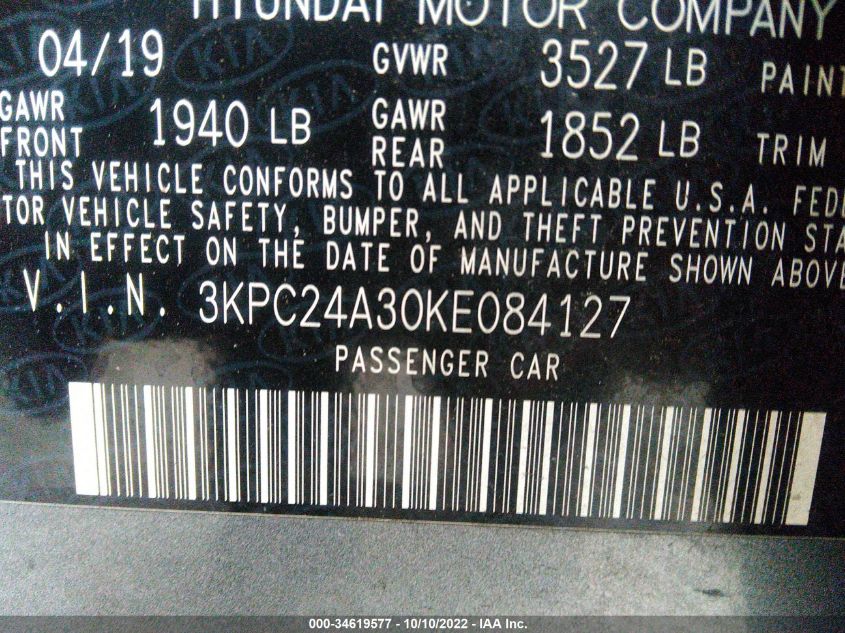 HYUNDAI MOTOR COMPANY
04/19 GVWR 3527 LB PAINT
GAWR FRONT 1940 LB GAWR REAR 1852 LB TRIM
THIS VEHICLE CONFORMS TO ALL APPLICABLE U.S.A. FEDE
TOR VEHICLE SAFETY, BUMPER, AND THEFT PREVENTION STA
IN EFFECT ON THE DATE OF MANUFACTURE SHOWN ABOVE
V.I.N. 3KPC24A30KE084127
PASSENGER CAR
000-34619577 - 10/10/2022 - IAA Inc.